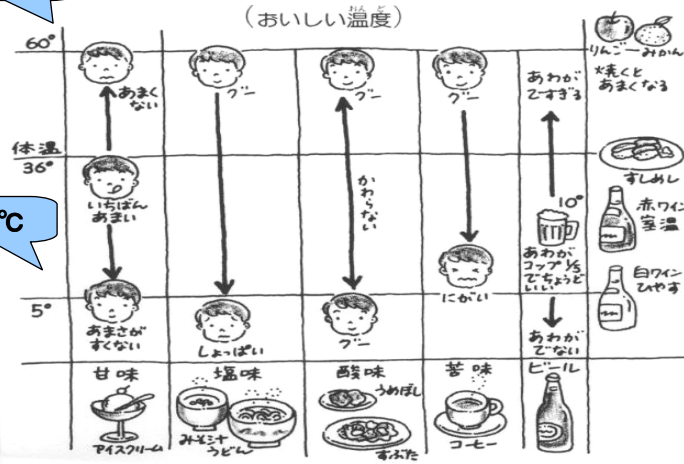 (おいしい温度)
おんど
60°
あまく
ない
グー
グー
グー
あわが
ですぎる
りんご
みかん
焼くと
あまくなる
体温
36°
いちばん
あまい
かわらない
10°
あわが
コップ1/5
でちょうど
いい
すしめし
赤ワイン
室温
℃
にがい
白ワイン
ひやす
5°
あまさが
すくない
しょっぱい
グー
あわが
でない
甘味
塩味
酸味
苦味
ビール
アイスクリーム
みそ汁
うどん
うめぼし
すぶた
コーヒー